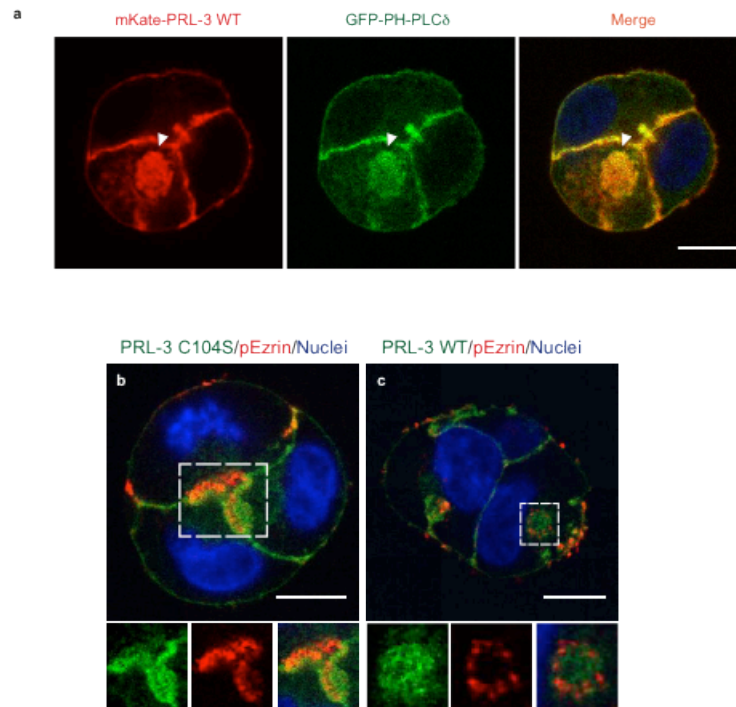 a
mKate-PRL-3 WT GFP-PH-PLCδ Merge
PRL-3 C104S/pEzrin/Nuclei PRL-3 WT/pEzrin/Nuclei
b c